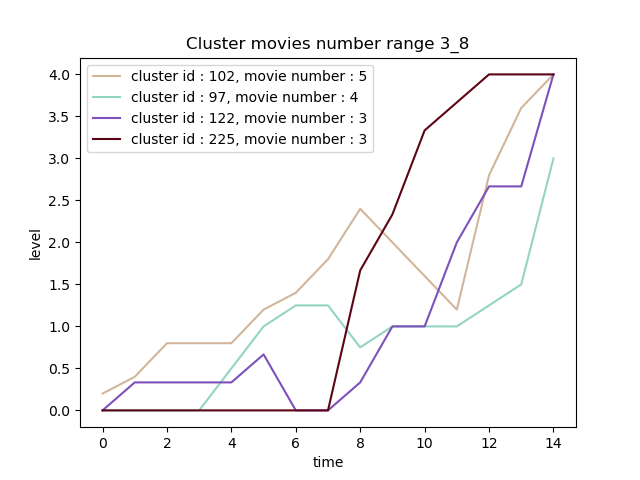 Cluster movies number range 3_8
cluster id : 102, movie number : 5
cluster id : 97, movie number : 4
cluster id : 122, movie number : 3
cluster id : 225, movie number : 3
level
4.0
3.5
3.0
2.5
2.0
1.5
1.0
0.5
0.0
0 2 4 6 8 10 12 14
time